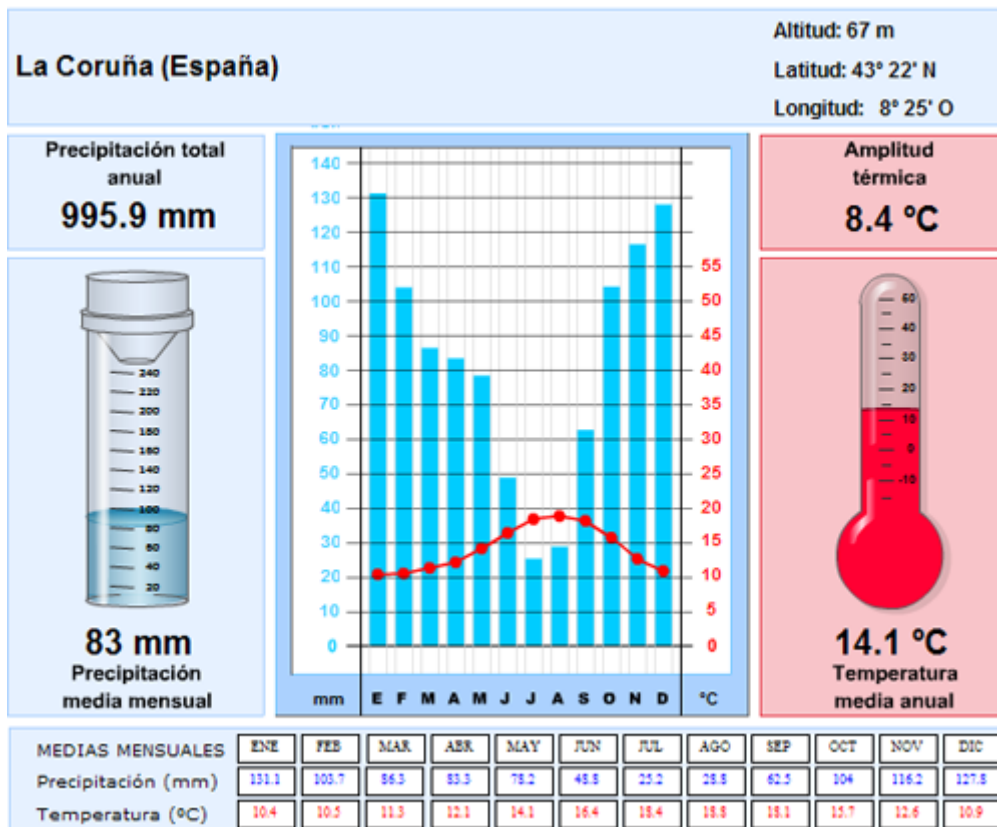 La Coruña (España)
Altitud: 67 m
Latitud: 43° 22' N
Longitud: 8° 25' O
Precipitación total
anual
995.9 mm
240
220
200
180
160
140
120
100
80
60
40
20
83 mm
Precipitación
media mensual
140
130
120
110
100
90
80
70
60
50
40
30
20
10
0
55
50
45
40
35
30
25
20
15
10
5
0
mm E F M A M J J A S O N D ºC
Amplitud
térmica
8.4 ºC
60
40
30
20
10
0
-10
14.1 ºC
Temperatura
media anual
MEDIAS MENSUALES ENE FEB MAR ABR MAY JUN JUL AGO SEP OCT NOV DIC
Precipitación (mm) 131.1 103.7 86.3 83.3 78.2 48.8 25.2 28.8 62.5 104 116.2 127.8
Temperatura (ºC) 10.4 10.5 11.3 12.1 14.1 16.4 18.4 18.8 18.1 15.7 12.6 10.9